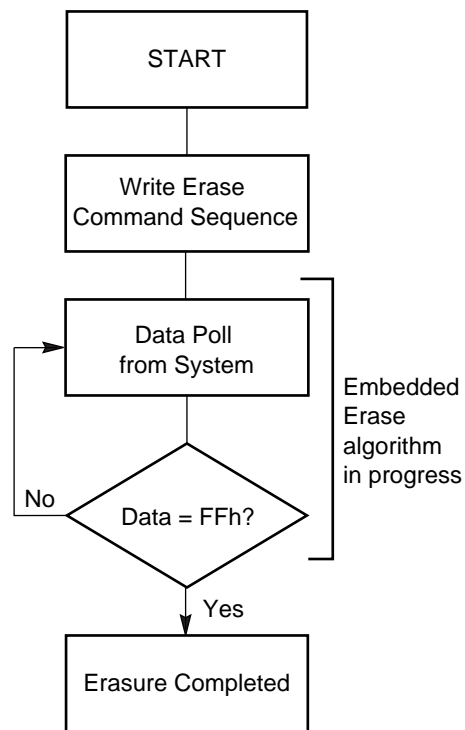 START
Write Erase
Command Sequence
Data Poll
from System
Embedded
Erase
algorithm
in progress
No
Data = FFh?
Yes
Erasure Completed